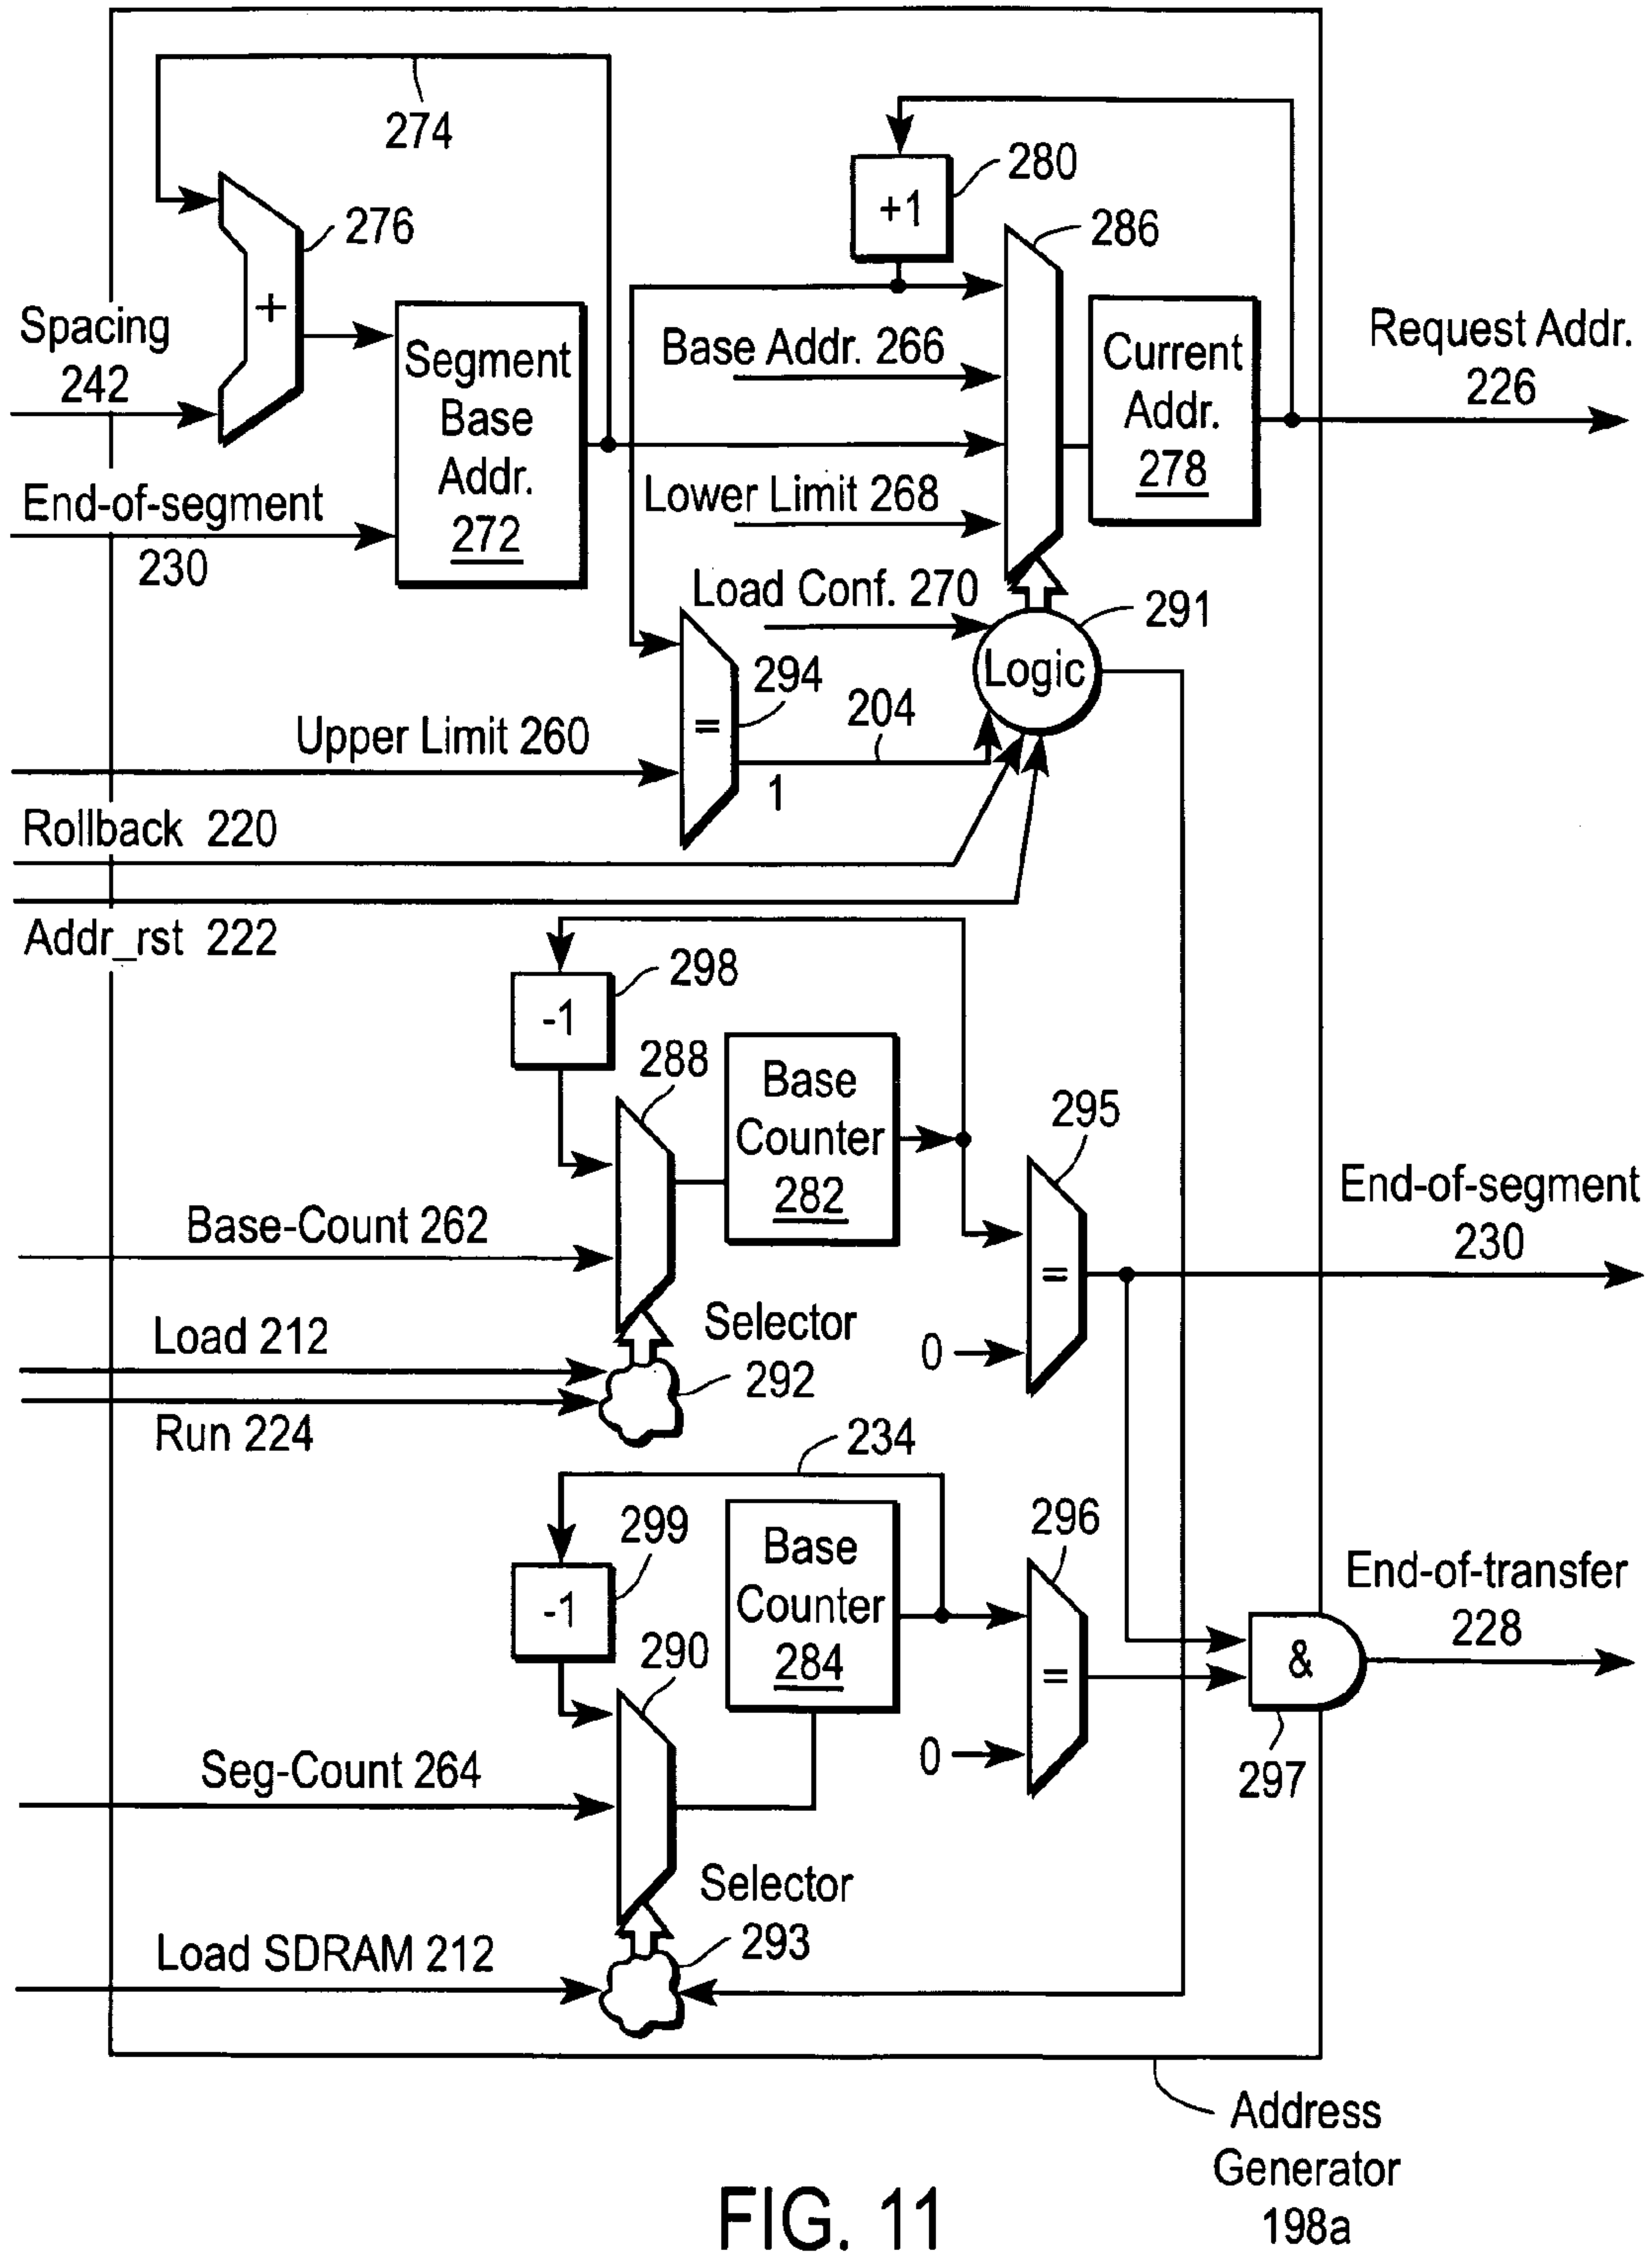 274
280
+1
276
286
+
Spacing
242
Segment
Base
Addr.
272
Base Addr. 266
Current
Addr.
278
Request Addr.
226
End-of-segment
230
Lower Limit 268
Load Conf. 270
291
Logic
294
=
204
Upper Limit 260
1
Rollback 220
Addr_rst 222
298
-1
288
Base
Counter
282
295
=
0
End-of-segment
230
Base-Count 262
Load 212
Selector
292
Run 224
234
299
-1
290
Base
Counter
284
296
=
0
End-of-transfer
228
&
297
Seg-Count 264
Selector
293
Load SDRAM 212
Address
Generator
198a
FIG. 11